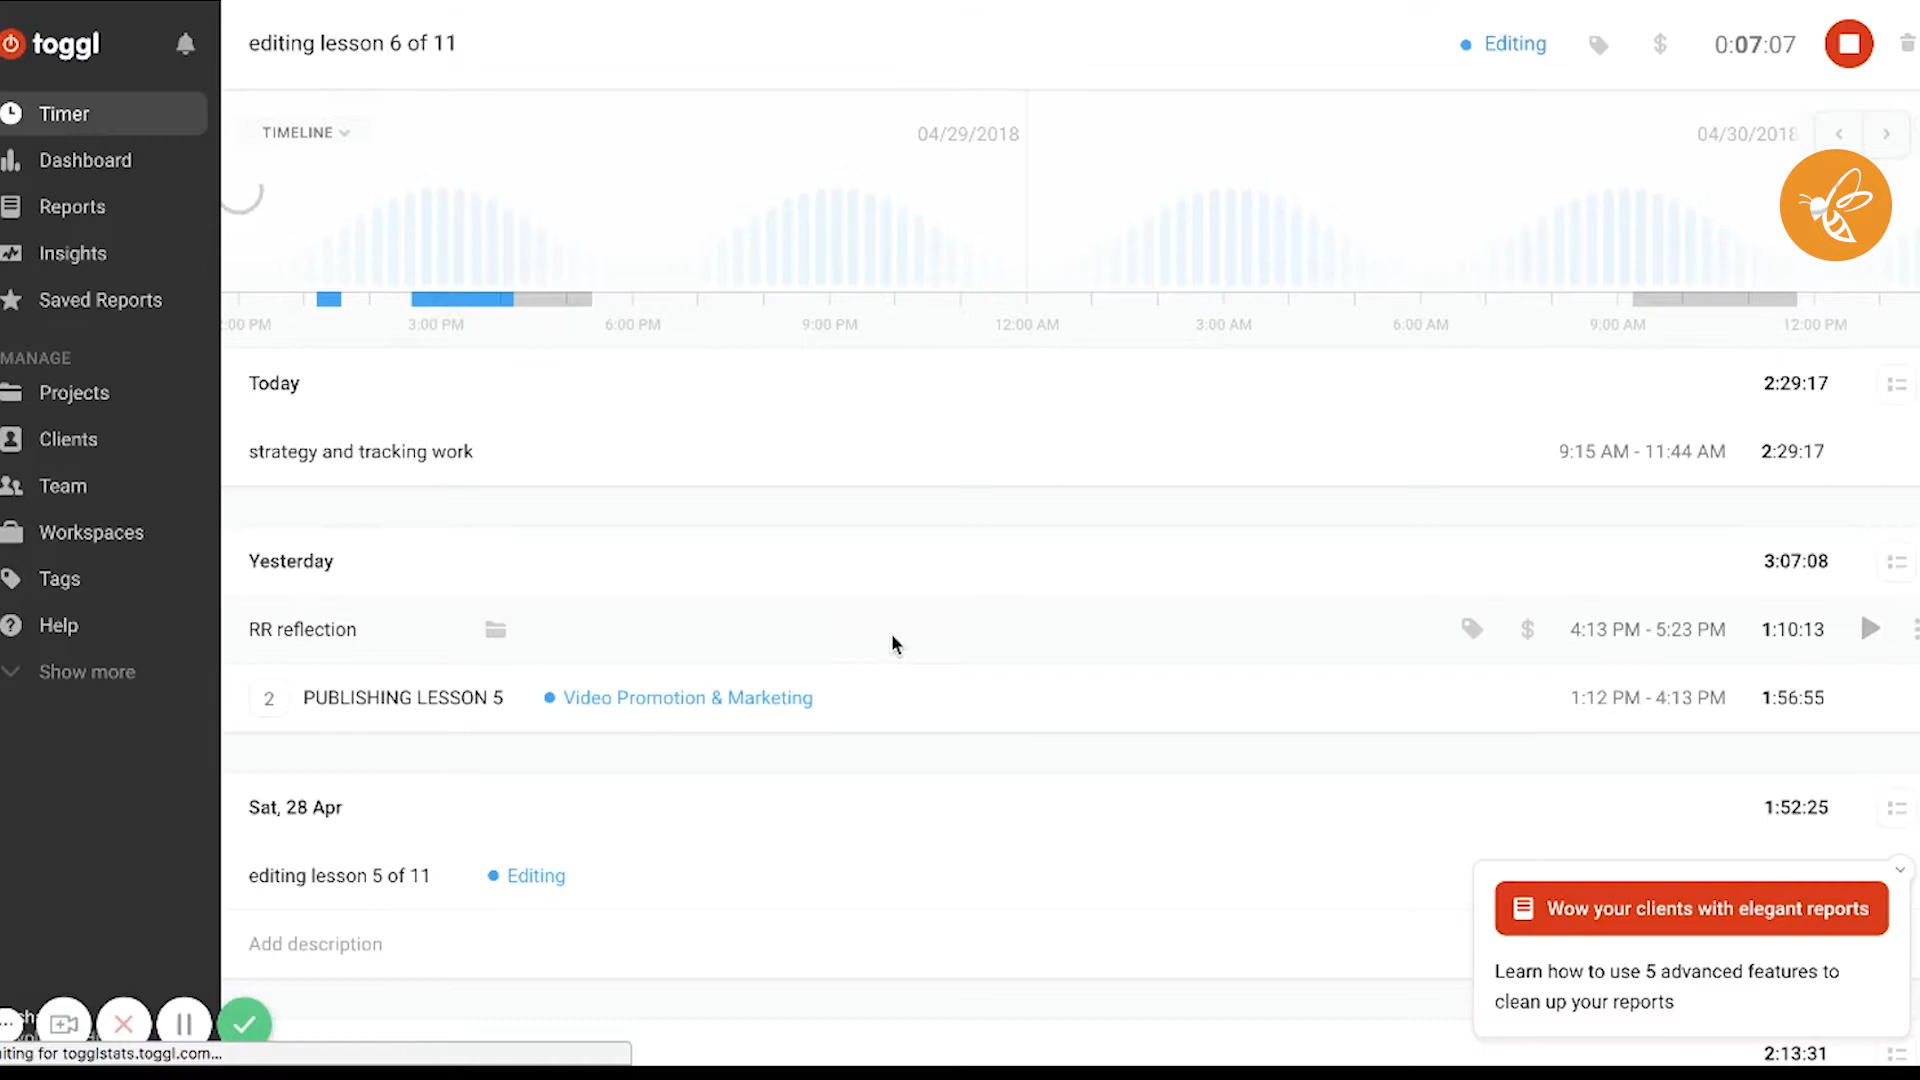 toggl
editing lesson 6 of 11
Editing
$
0:07:07
Timer
Dashboard
Reports
Insights
Saved Reports
MANAGE
Projects
Clients
Team
Workspaces
Tags
Help
Show more
TIMELINE
04/29/2018
04/30/2018
:00 PM
3:00 PM
6:00 PM
9:00 PM
12:00 AM
3:00 AM
6:00 AM
9:00 AM
12:00 PM
Today
2:29:17
strategy and tracking work
9:15 AM - 11:44 AM
2:29:17
Yesterday
3:07:08
RR reflection
$
4:13 PM - 5:23 PM
1:10:13
2
PUBLISHING LESSON 5
Video Promotion & Marketing
1:12 PM - 4:13 PM
1:56:55
Sat, 28 Apr
1:52:25
editing lesson 5 of 11
Editing
Add description
Wow your clients with elegant reports
Learn how to use 5 advanced features to
clean up your reports
iting for togglstats.toggl.com...
2:13:31